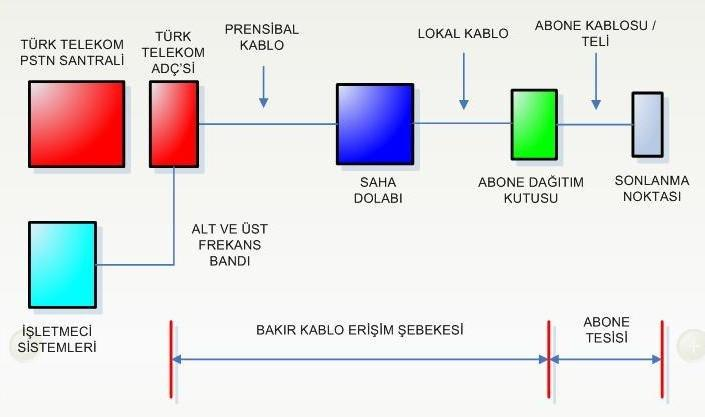 TÜRK TELEKOM
PSTN SANTRALİ
TÜRK
TELEKOM
ADÇ'Sİ
PRENSİBAL
KABLO
LOKAL KABLO
ABONE KABLOSU /
TELİ
SAHA
DOLABI
ABONE DAĞITIM
KUTUSU
SONLANMA
NOKTASI
ALT VE ÜST
FREKANS
BANDI
İŞLETMECİ
SİSTEMLERİ
BAKIR KABLO ERİŞİM ŞEBEKESİ
ABONE
TESİSİ